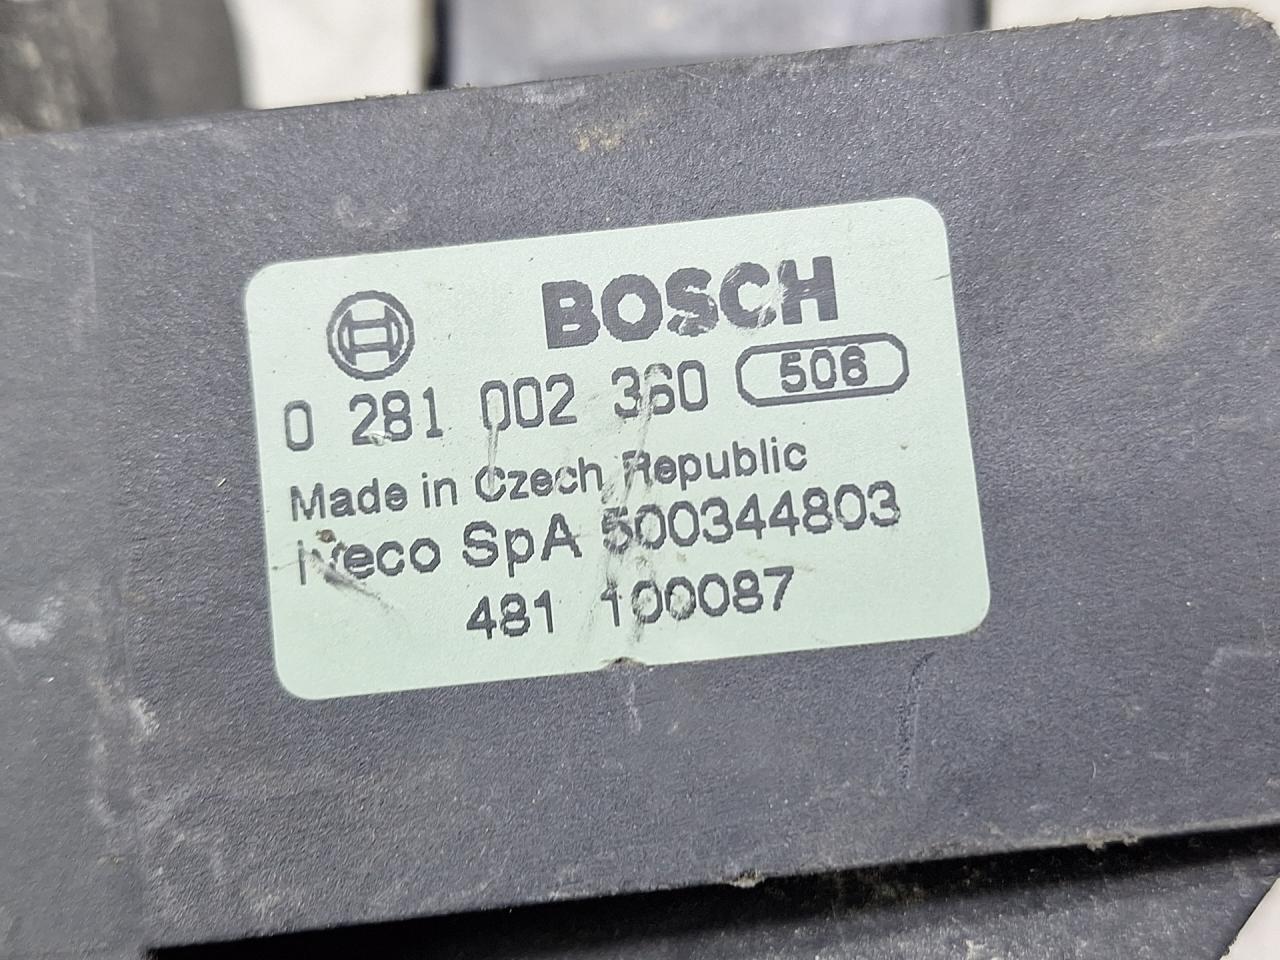 BOSCH
0 281 002 360 506
Made in Czech Republic
Iveco SpA 500344803
481 100087